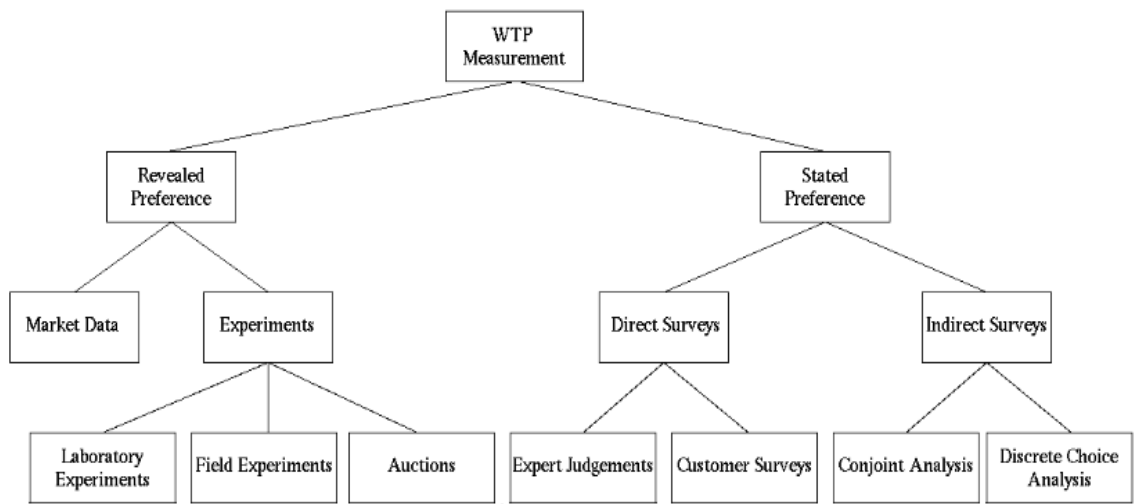 WTP
Measurement
Revealed
Preference
Stated
Preference
Market Data
Experiments
Direct Surveys
Indirect Surveys
Laboratory
Experiments
Field Experiments
Auctions
Expert Judgements
Customer Surveys
Conjoint Analysis
Discrete Choice
Analysis